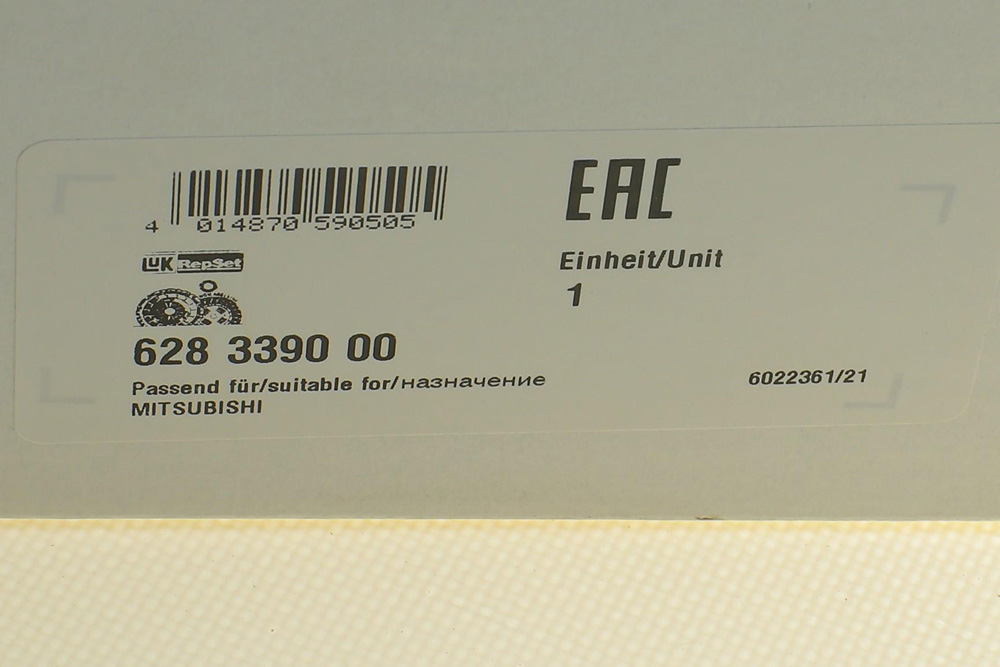 4 014870 590505
EAC
LUK RepSet
Einheit/Unit
1
628 3390 00
Passend für/suitable for/назначение
MITSUBISHI
6022361/21